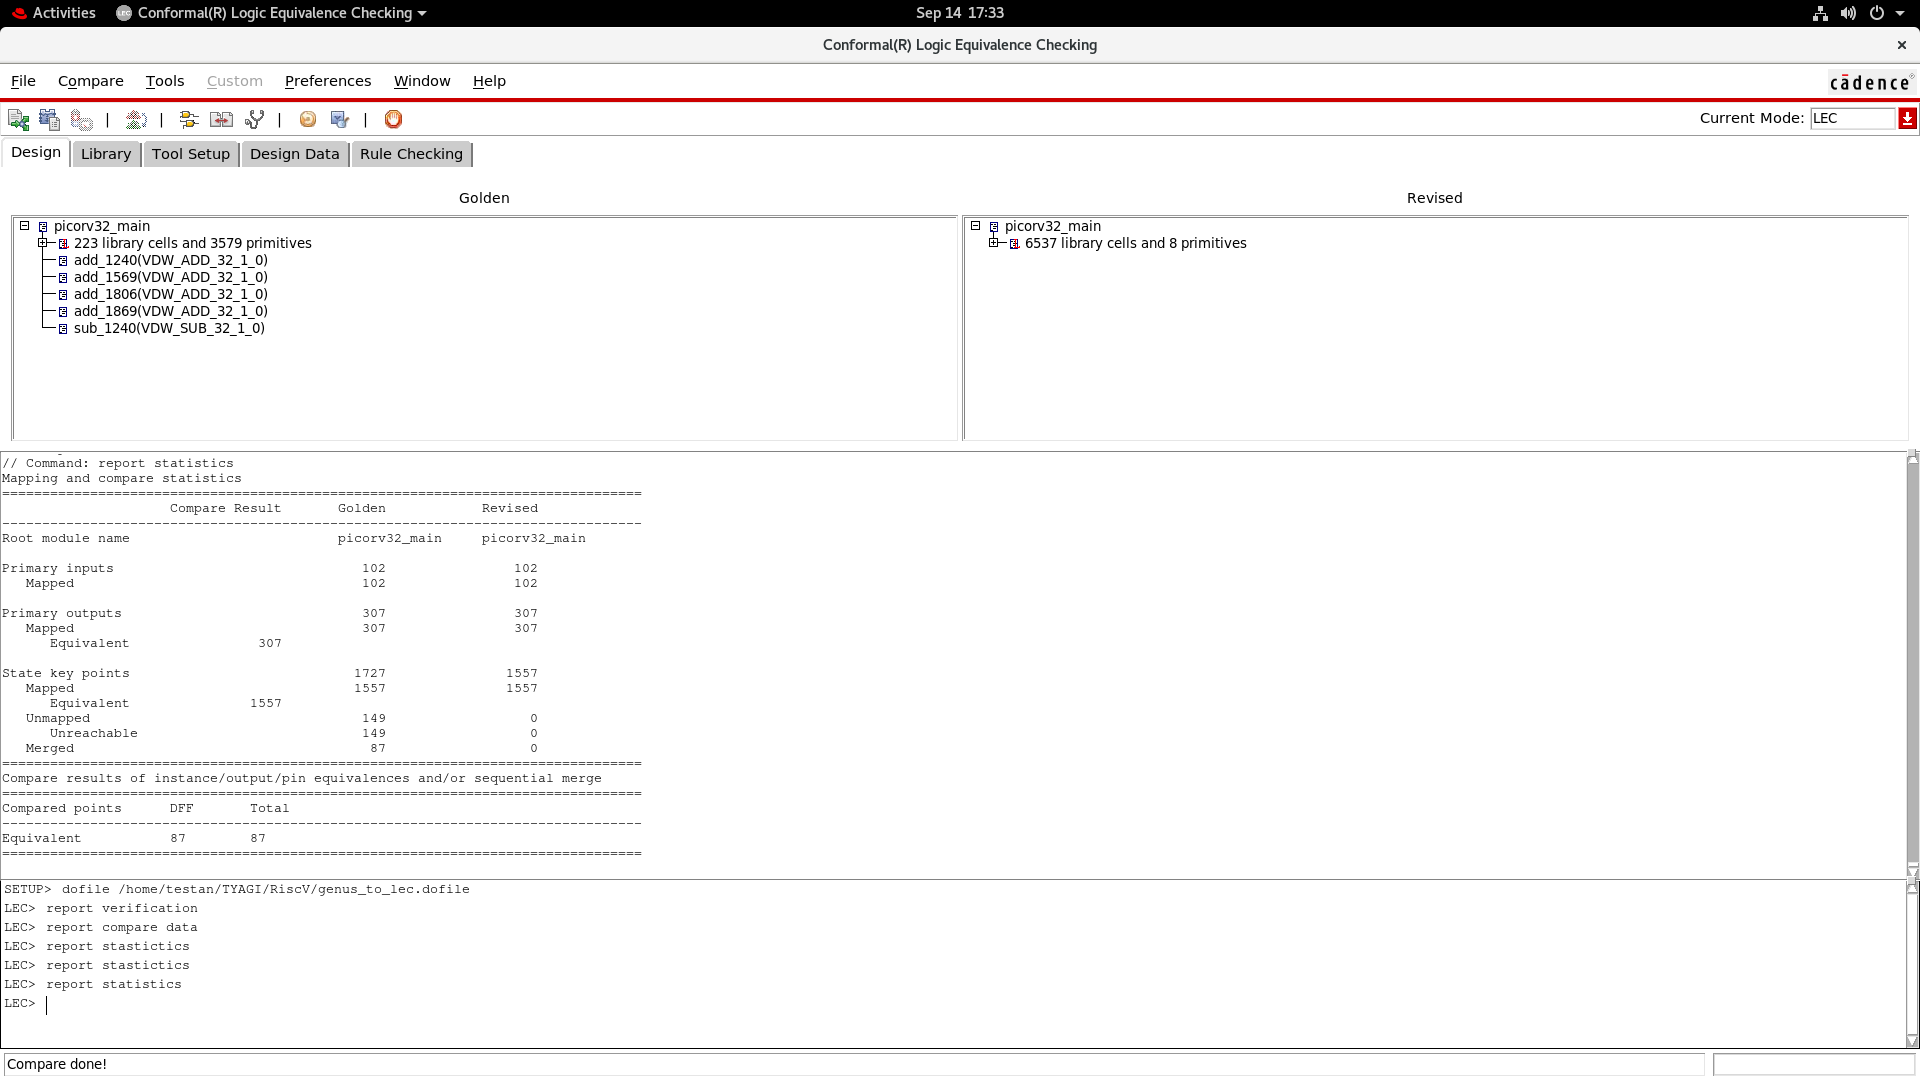 Activities Conformal(R) Logic Equivalence Checking Sep 14 17:33
Conformal(R) Logic Equivalence Checking
File Compare Tools Custom Preferences Window Help cādence®
Current Mode: LEC
Design Library Tool Setup Design Data Rule Checking
Golden
picorv32_main
223 library cells and 3579 primitives
add_1240(VDW_ADD_32_1_0)
add_1569(VDW_ADD_32_1_0)
add_1806(VDW_ADD_32_1_0)
add_1869(VDW_ADD_32_1_0)
sub_1240(VDW_SUB_32_1_0)
Revised
picorv32_main
6537 library cells and 8 primitives
// Command: report statistics
Mapping and compare statistics
================================================================================
Compare Result Golden Revised
--------------------------------------------------------------------------------
Root module name picorv32_main picorv32_main
Primary inputs 102 102
Mapped 102 102
Primary outputs 307 307
Mapped 307 307
Equivalent 307
State key points 1727 1557
Mapped 1557 1557
Equivalent 1557
Unmapped 149 0
Unreachable 149 0
Merged 87 0
================================================================================
Compare results of instance/output/pin equivalences and/or sequential merge
================================================================================
Compared points DFF Total
--------------------------------------------------------------------------------
Equivalent 87 87
================================================================================
SETUP> dofile /home/testan/TYAGI/RiscV/genus_to_lec.dofile
LEC> report verification
LEC> report compare data
LEC> report stastictics
LEC> report stastictics
LEC> report statistics
LEC>
Compare done!